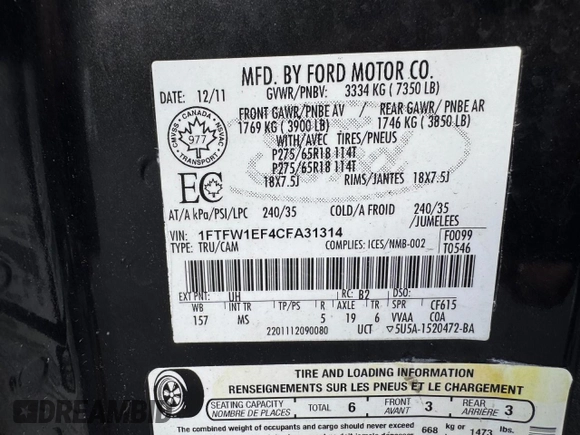 MFD. BY FORD MOTOR CO.
DATE: 12/11 GVWR/PNBV: 3334 KG ( 7350 LB)
FRONT GAWR/PNBE AV / REAR GAWR/ PNBE AR
1769 KG ( 3900 LB) 1746 KG ( 3850 LB)
WITH/AVEC TIRES/PNEUS
P275/65R18 114T
P275/65R18 114T
18X7.5J RIMS/JANTES 18X7.5J
CMVSS · CANADA · NSVAC
977
TRANSPORT
EC
AT/A kPa/PSI/LPC 240/35 COLD/A FROID 240/35
/JUMELEES
VIN: 1FTFW1EF4CFA31314
TYPE: TRU/CAM COMPLIES: ICES/NMB-002
F0099
T0546
EXT PNT: UH RC: B2 DSO:
WB INT TR TP/PS R AXLE TR SPR CF615
157 MS 5 19 6 VVAA COA
2201112090080 UCT 5U5A-1520472-BA
TIRE AND LOADING INFORMATION
RENSEIGNEMENTS SUR LES PNEUS ET LE CHARGEMENT
SEATING CAPACITY
NOMBRE DE PLACES
TOTAL 6
FRONT
AVANT 3
REAR
ARRIÈRE 3
The combined weight of occupants and cargo should never exceed 668 kg or 1473 lbs.
DREAMBID